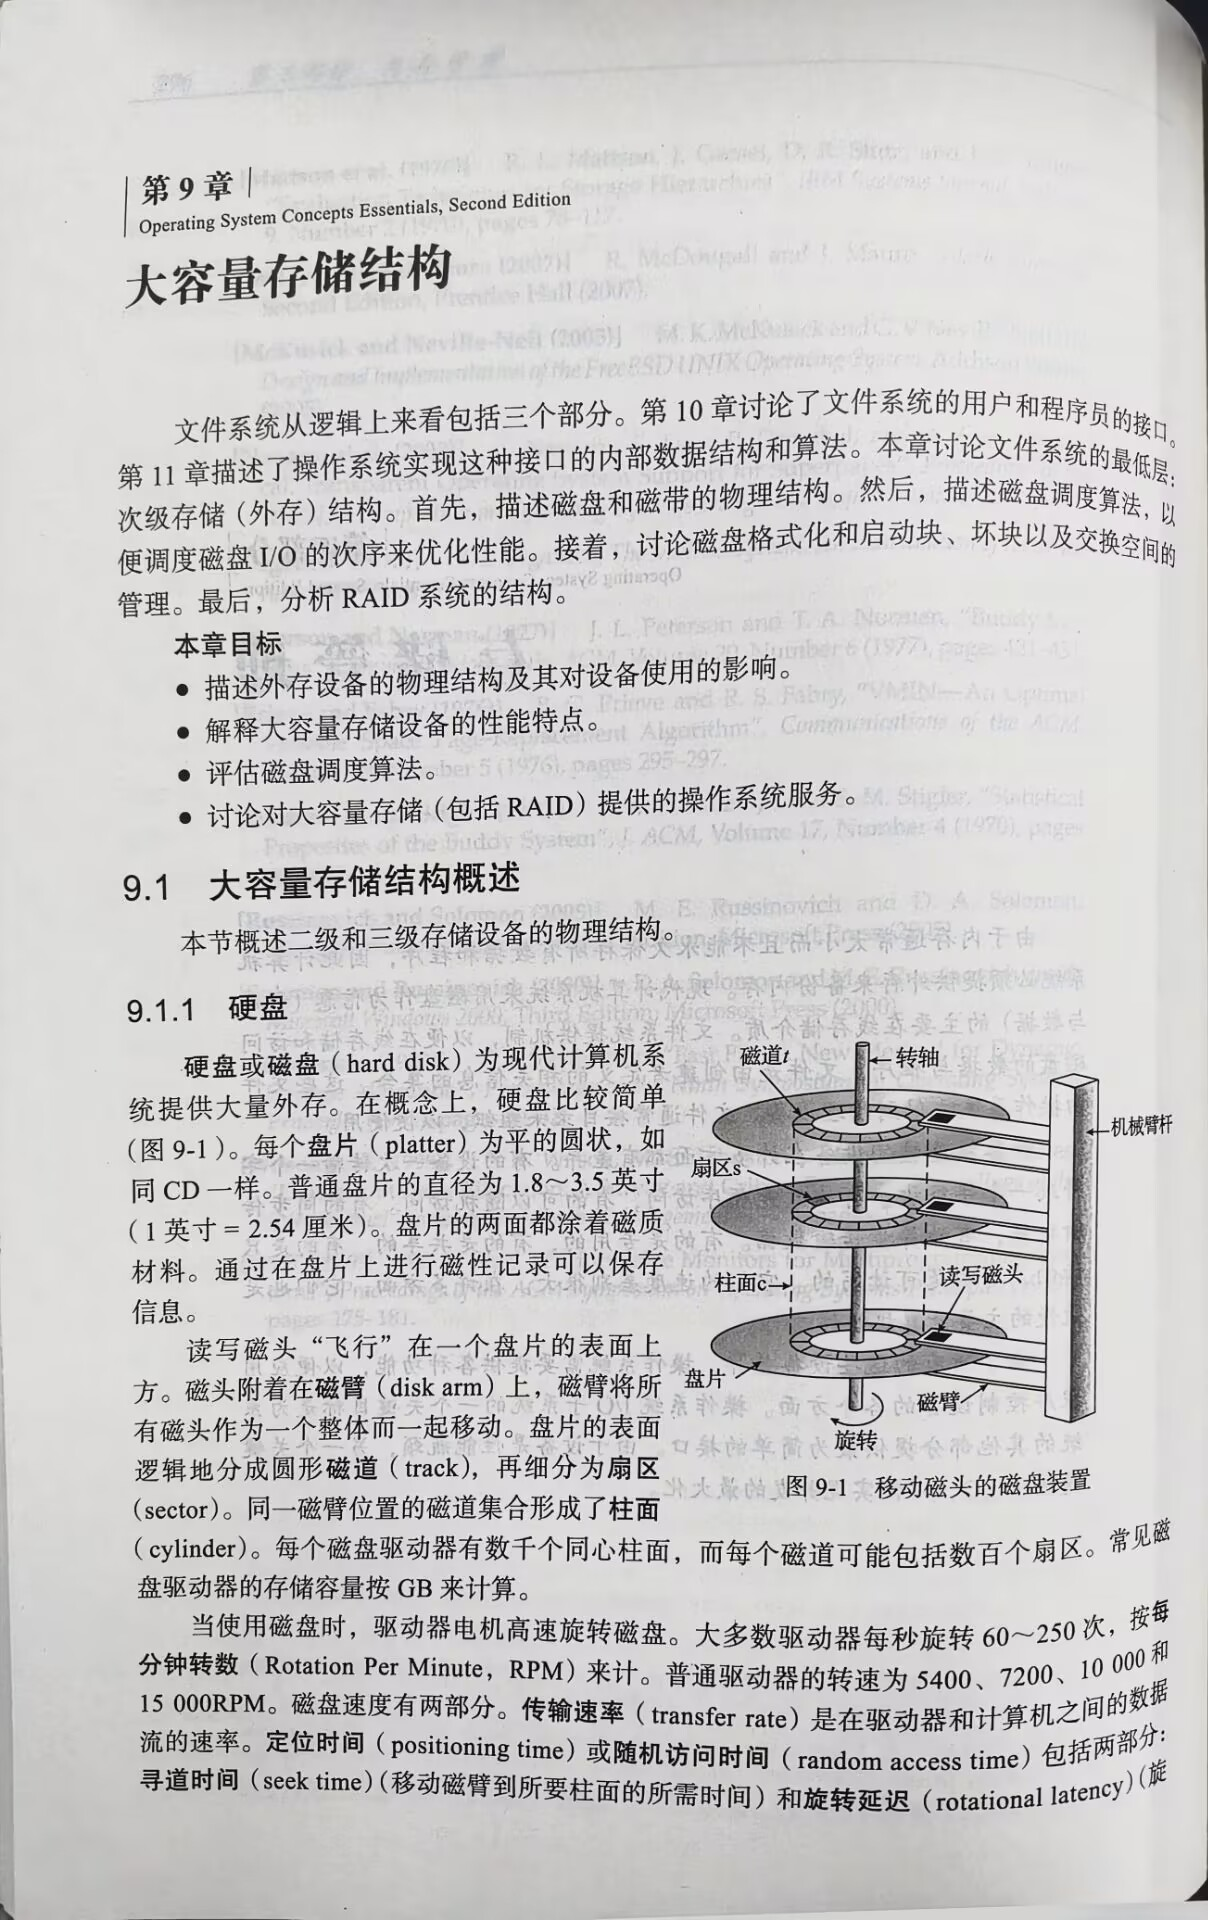 第9章
Operating System Concepts Essentials, Second Edition
大容量存储结构
文件系统从逻辑上来看包括三个部分。第 10 章讨论了文件系统的用户和程序员的接口。
第 11 章描述了操作系统实现这种接口的内部数据结构和算法。本章讨论文件系统的最低层：
次级存储（外存）结构。首先，描述磁盘和磁带的物理结构。然后，描述磁盘调度算法，以
便调度磁盘 I/O 的次序来优化性能。接着，讨论磁盘格式化和启动块、坏块以及交换空间的
管理。最后，分析 RAID 系统的结构。
本章目标
● 描述外存设备的物理结构及其对设备使用的影响。
● 解释大容量存储设备的性能特点。
● 评估磁盘调度算法。
● 讨论对大容量存储（包括 RAID）提供的操作系统服务。
9.1 大容量存储结构概述
本节概述二级和三级存储设备的物理结构。
9.1.1 硬盘
硬盘或磁盘（hard disk）为现代计算机系
统提供大量外存。在概念上，硬盘比较简单
（图 9-1）。每个盘片（platter）为平的圆状，如
同 CD 一样。普通盘片的直径为 1.8～3.5 英寸
（1 英寸 = 2.54 厘米）。盘片的两面都涂着磁质
材料。通过在盘片上进行磁性记录可以保存
信息。
读写磁头“飞行”在一个盘片的表面上
方。磁头附着在磁臂（disk arm）上，磁臂将所
有磁头作为一个整体而一起移动。盘片的表面
逻辑地分成圆形磁道（track），再细分为扇区
（sector）。同一磁臂位置的磁道集合形成了柱面
磁道t
转轴
机械臂杆
扇区s
柱面c
读写磁头
盘片
磁臂
旋转
图 9-1 移动磁头的磁盘装置
（cylinder）。每个磁盘驱动器有数千个同心柱面，而每个磁道可能包括数百个扇区。常见磁
盘驱动器的存储容量按 GB 来计算。
当使用磁盘时，驱动器电机高速旋转磁盘。大多数驱动器每秒旋转 60～250 次，按每
分钟转数（Rotation Per Minute，RPM）来计。普通驱动器的转速为 5400、7200、10 000 和
15 000RPM。磁盘速度有两部分。传输速率（transfer rate）是在驱动器和计算机之间的数据
流的速率。定位时间（positioning time）或随机访问时间（random access time）包括两部分：
寻道时间（seek time）（移动磁臂到所要柱面的所需时间）和旋转延迟（rotational latency）（旋